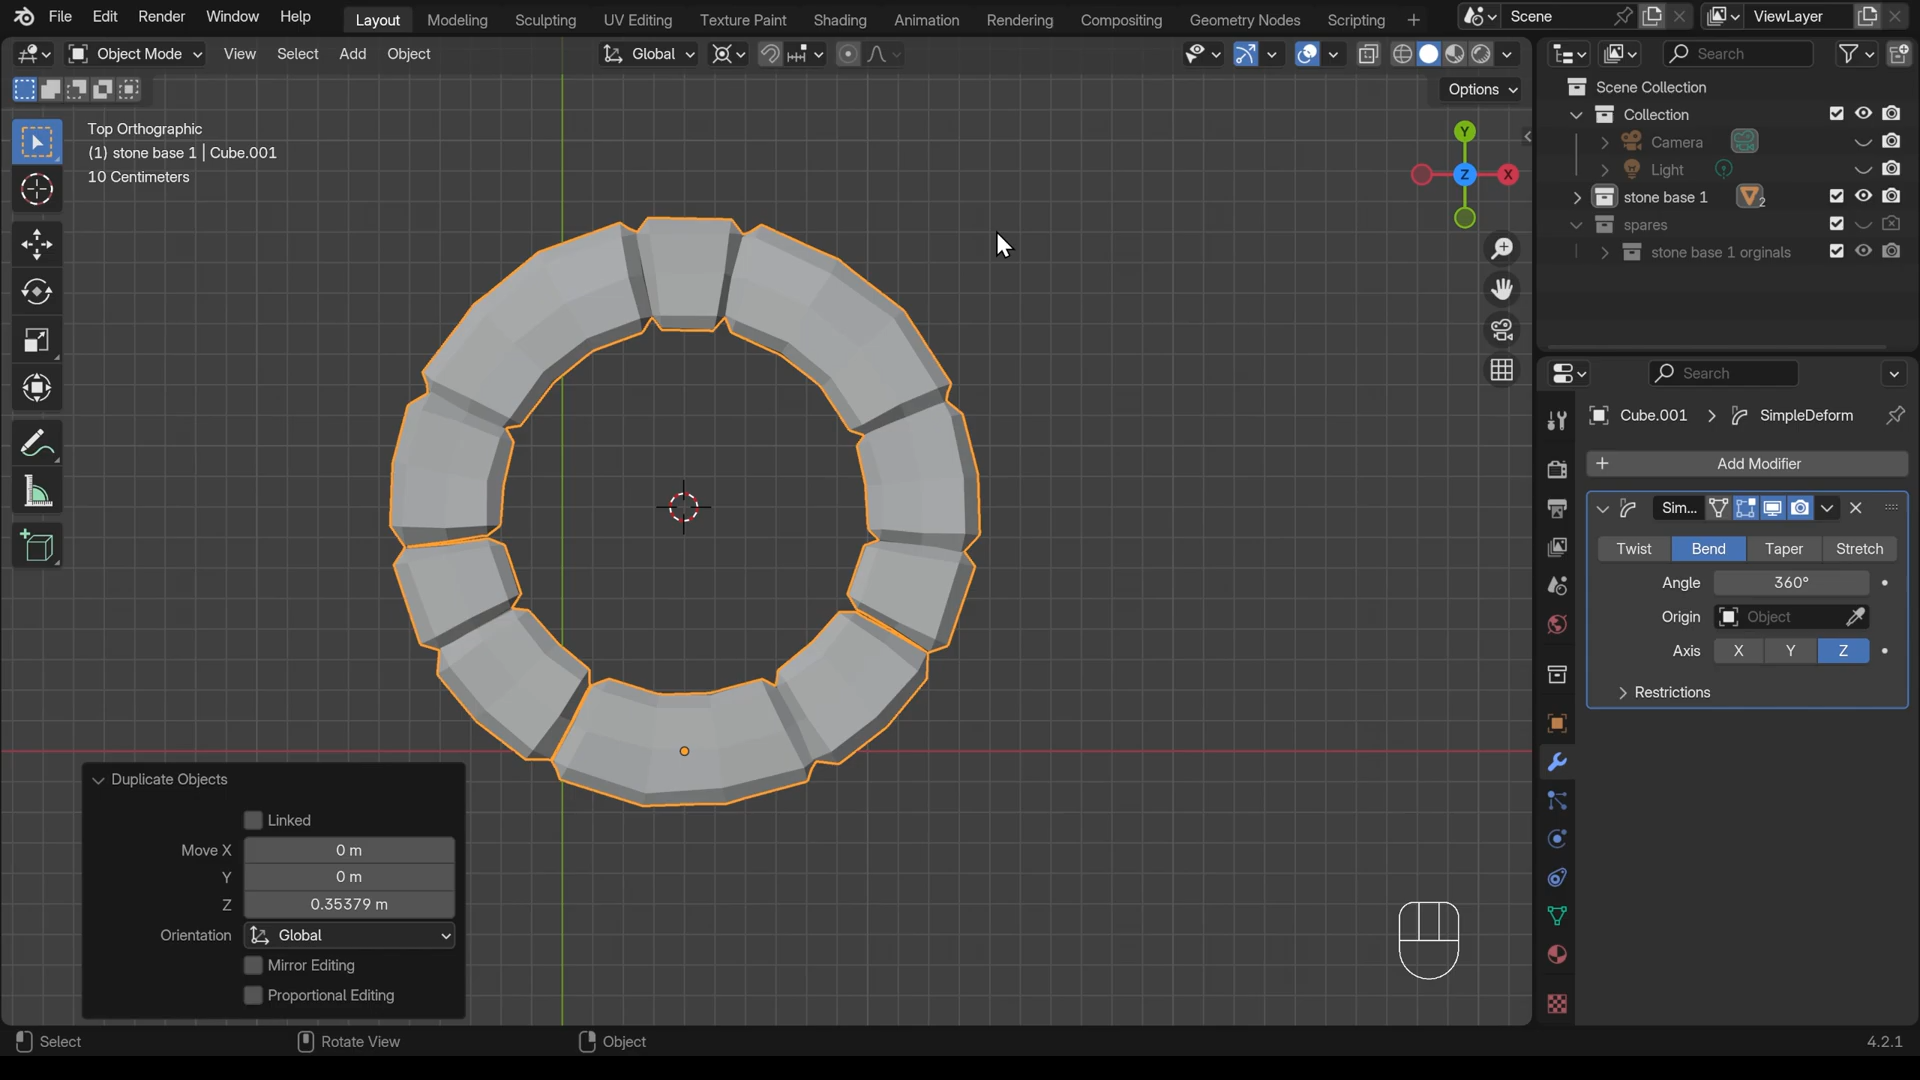 File Edit Render Window Help Layout Modeling Sculpting UV Editing Texture Paint Shading Animation Rendering Compositing Geometry Nodes Scripting + Scene ViewLayer
Object Mode View Select Add Object Global Search
Options
Top Orthographic
(1) stone base 1 | Cube.001
10 Centimeters
Y
X
Z
Scene Collection
Collection
Camera
Light
stone base 1 2
spares
stone base 1 orginals
Search
Cube.001 > SimpleDeform
+ Add Modifier
Sim...
Twist Bend Taper Stretch
Angle 360°
Origin Object
Axis X Y Z
Restrictions
Duplicate Objects
Linked
Move X 0 m
Y 0 m
Z 0.35379 m
Orientation Global
Mirror Editing
Proportional Editing
Select Rotate View Object 4.2.1